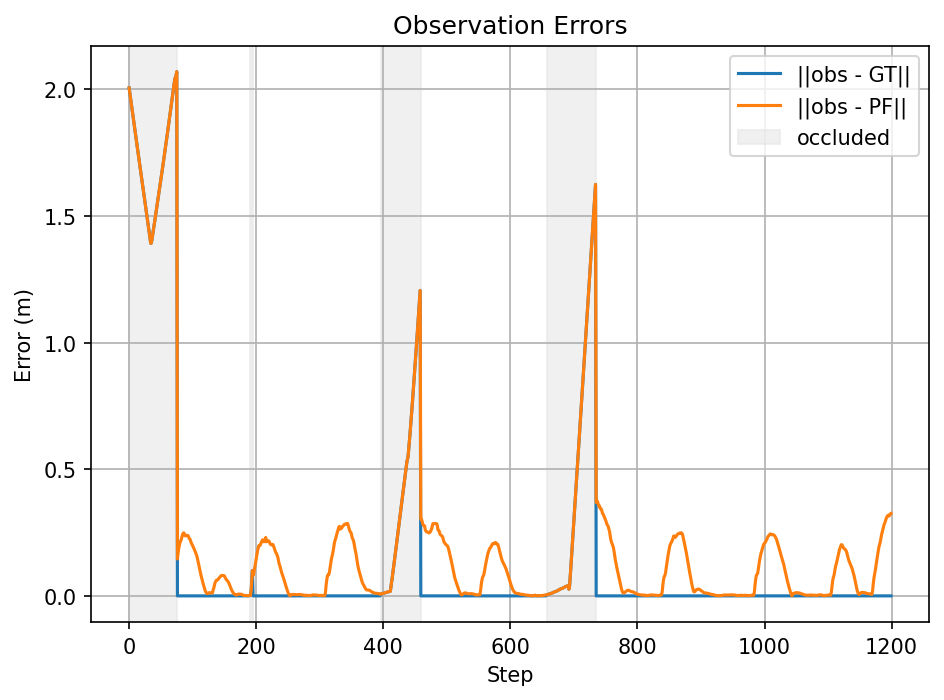 Observation Errors
||obs - GT||
||obs - PF||
occluded
2.0
1.5
1.0
0.5
0.0
Error (m)
0 200 400 600 800 1000 1200
Step